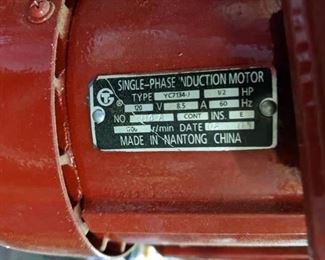 SINGLE-PHASE INDUCTION MOTOR
TYPE YC7134-J 1/2 HP
120 V 8.5 A 60 Hz
NO. CONT INS. E
r/min DATE
MADE IN NANTONG CHINA